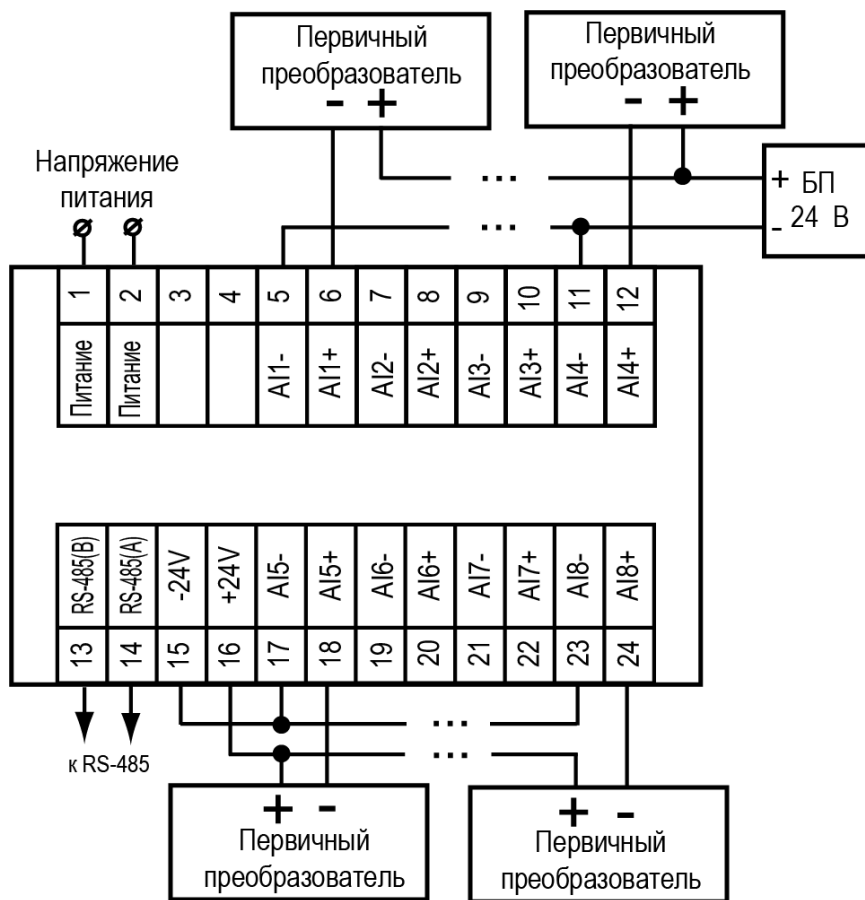 Первичный
преобразователь
- +
Первичный
преобразователь
- +
Напряжение
питания
+ БП
- 24 В
1 2 3 4 5 6 7 8 9 10 11 12
Питание Питание AI1- AI1+ AI2- AI2+ AI3- AI3+ AI4- AI4+
RS-485(B) RS-485(A) -24V +24V AI5- AI5+ AI6- AI6+ AI7- AI7+ AI8- AI8+
13 14 15 16 17 18 19 20 21 22 23 24
к RS-485
+ -
Первичный
преобразователь
+ -
Первичный
преобразователь